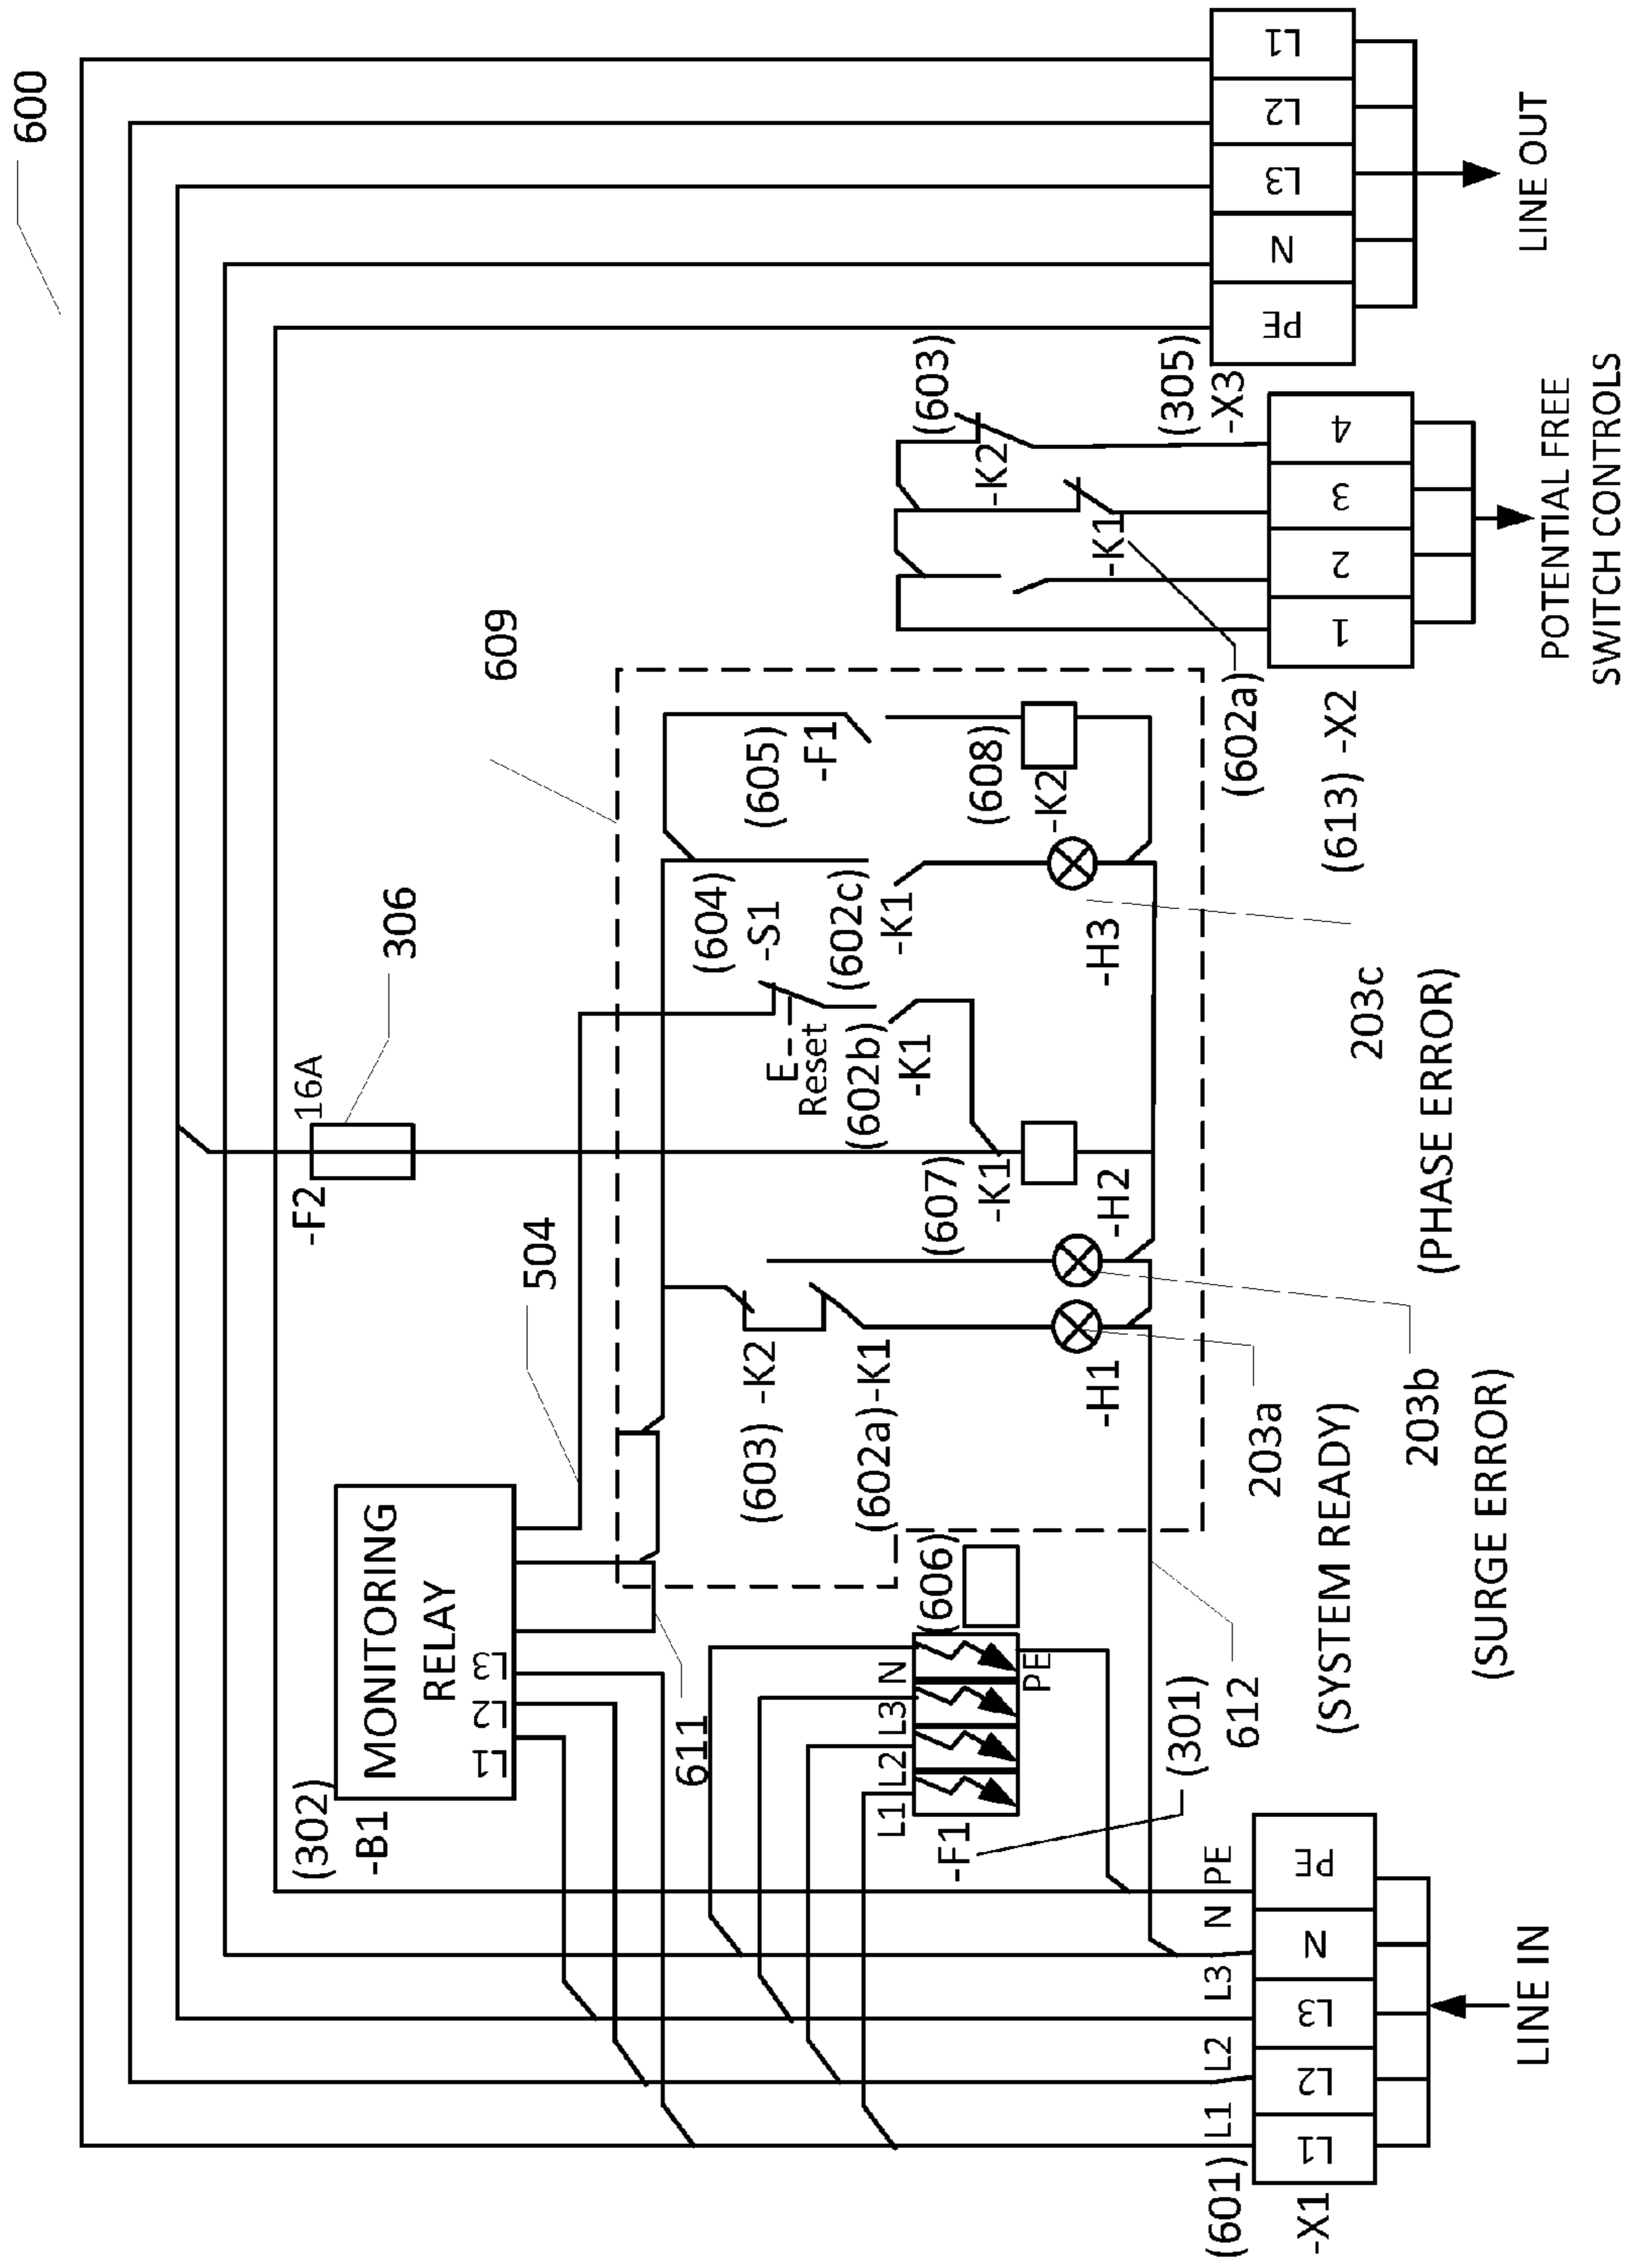 600
(302)
-B1
MONITORING
RELAY
L1
L2
L3
504
-F2
16A
306
609
611
(601)
-X1
L1
L2
L3
N
PE
L1
L2
L3
N
PE
LINE IN
-F1
(301)
L1
L2
L3
N
PE
(606)
612
(603) -K2
(602a) -K1
-H1
203a
(SYSTEM READY)
-H2
203b
(SURGE ERROR)
(607)
-K1
E
Reset
(604)
-S1
(602b)
-K1
(602c)
-K1
-H3
203c
(PHASE ERROR)
(605)
-F1
(608)
-K2
(602a)
-K1
-K2
(603)
(613) -X2
1
2
3
4
POTENTIAL FREE
SWITCH CONTROLS
(305)
-X3
PE
N
L3
L2
L1
LINE OUT